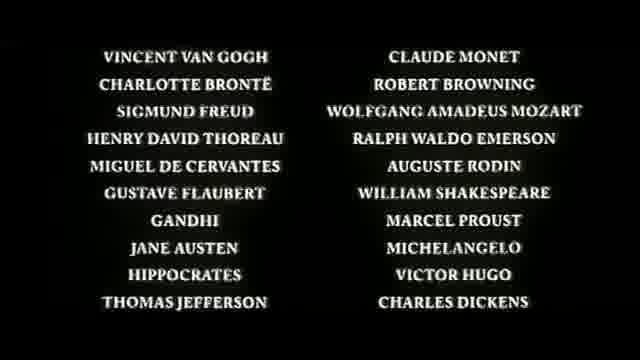 VINCENT VAN GOGH
CHARLOTTE BRONTË
SIGMUND FREUD
HENRY DAVID THOREAU
MIGUEL DE CERVANTES
GUSTAVE FLAUBERT
GANDHI
JANE AUSTEN
HIPPOCRATES
THOMAS JEFFERSON
CLAUDE MONET
ROBERT BROWNING
WOLFGANG AMADEUS MOZART
RALPH WALDO EMERSON
AUGUSTE RODIN
WILLIAM SHAKESPEARE
MARCEL PROUST
MICHELANGELO
VICTOR HUGO
CHARLES DICKENS